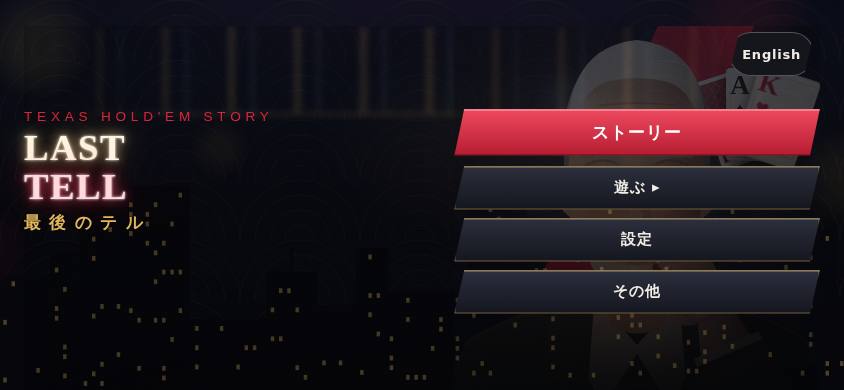 English
A K
TEXAS HOLD'EM STORY
LAST
TELL
最後のテル
ストーリー
遊ぶ ▸
設定
その他